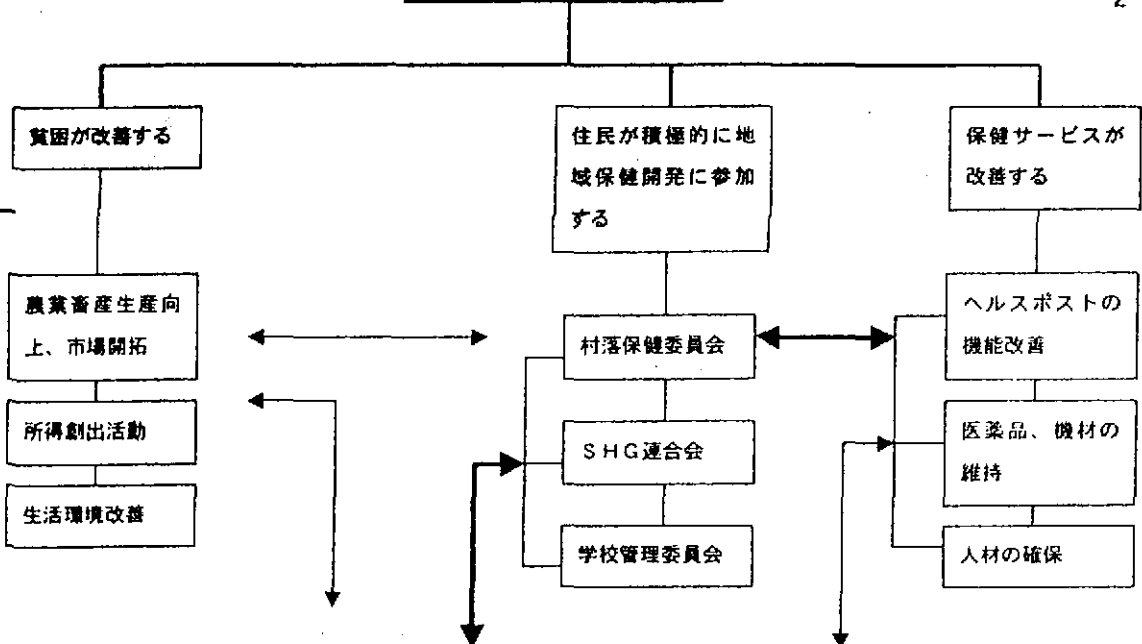 貧困が改善する
住民が積極的に地
域保健開発に参加
する
保健サービスが
改善する
農業畜産生産向
上、市場開拓
所得創出活動
生活環境改善
村落保健委員会
SHG連合会
学校管理委員会
ヘルスポストの
機能改善
医薬品、機材の
維持
人材の確保